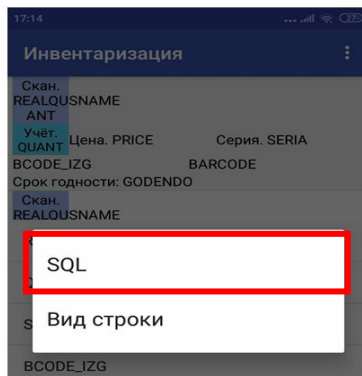 17:14
27
Инвентаризация
Скан.
REALQUSNAME
ANT
Учёт. Цена. PRICE Серия. SERIA
QUANT
BCODE_IZG BARCODE
Срок годности: GODENDO
Скан.
REALQUSNAME
SQL
S
Вид строки
BCODE_IZG